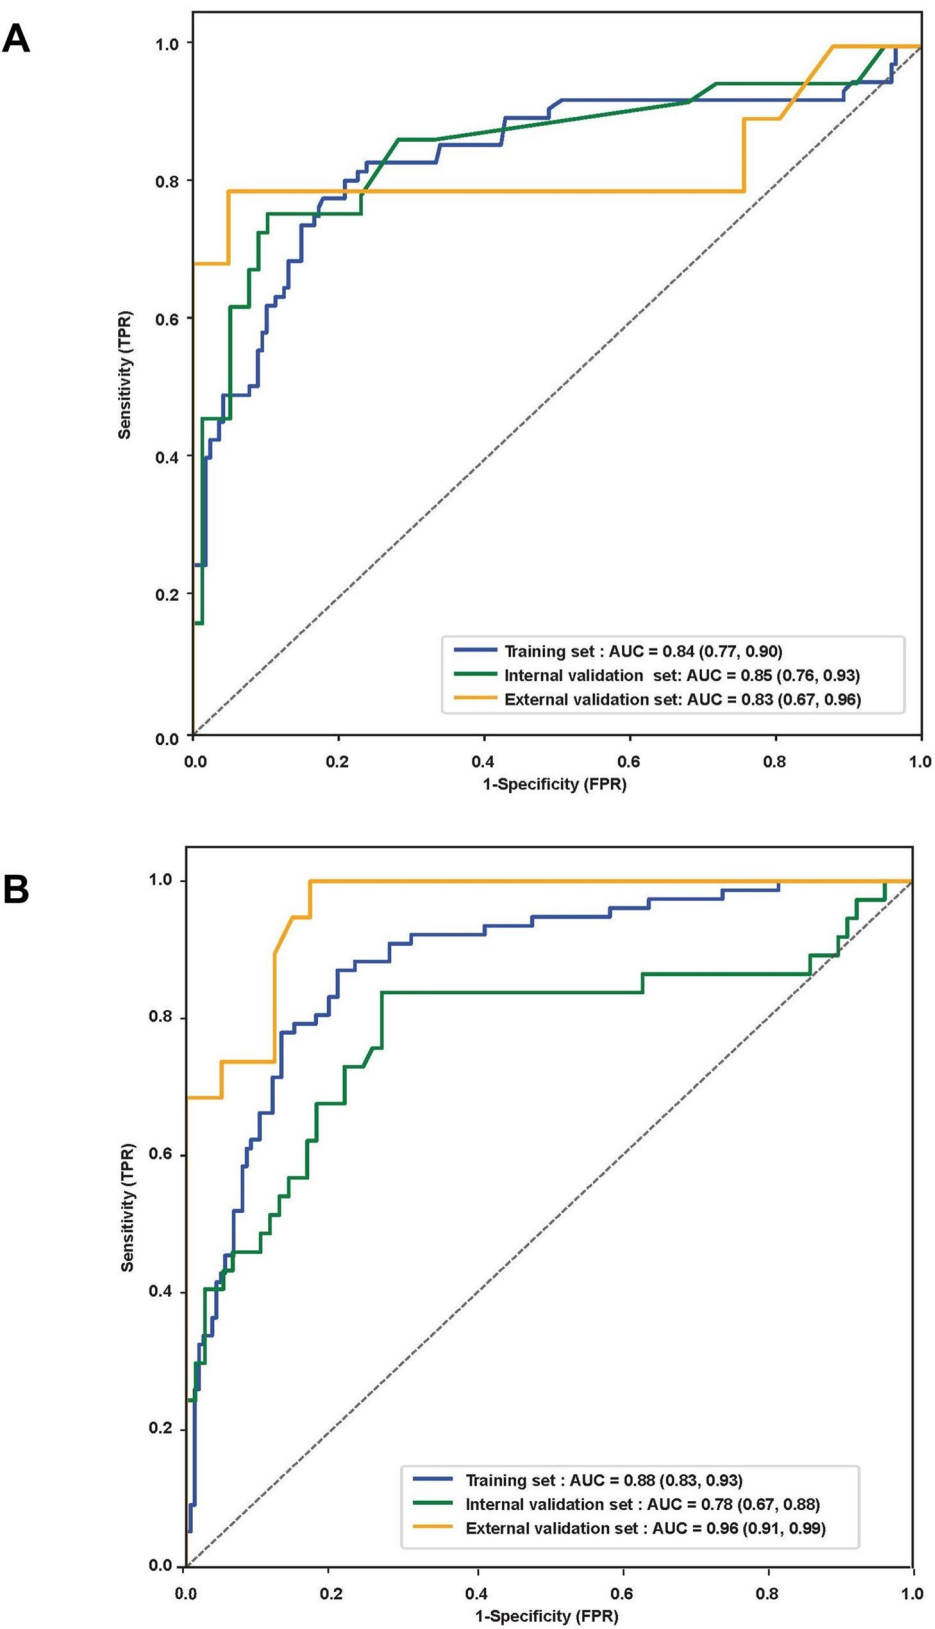 A
1.0
0.8
0.6
0.4
0.2
0.0
Sensitivity (TPR)
Training set : AUC = 0.84 (0.77, 0.90)
Internal validation set: AUC = 0.85 (0.76, 0.93)
External validation set: AUC = 0.83 (0.67, 0.96)
0.0 0.2 0.4 0.6 0.8 1.0
1-Specificity (FPR)
B
1.0
0.8
0.6
0.4
0.2
0.0
Sensitivity (TPR)
Training set : AUC = 0.88 (0.83, 0.93)
Internal validation set : AUC = 0.78 (0.67, 0.88)
External validation set : AUC = 0.96 (0.91, 0.99)
0.0 0.2 0.4 0.6 0.8 1.0
1-Specificity (FPR)